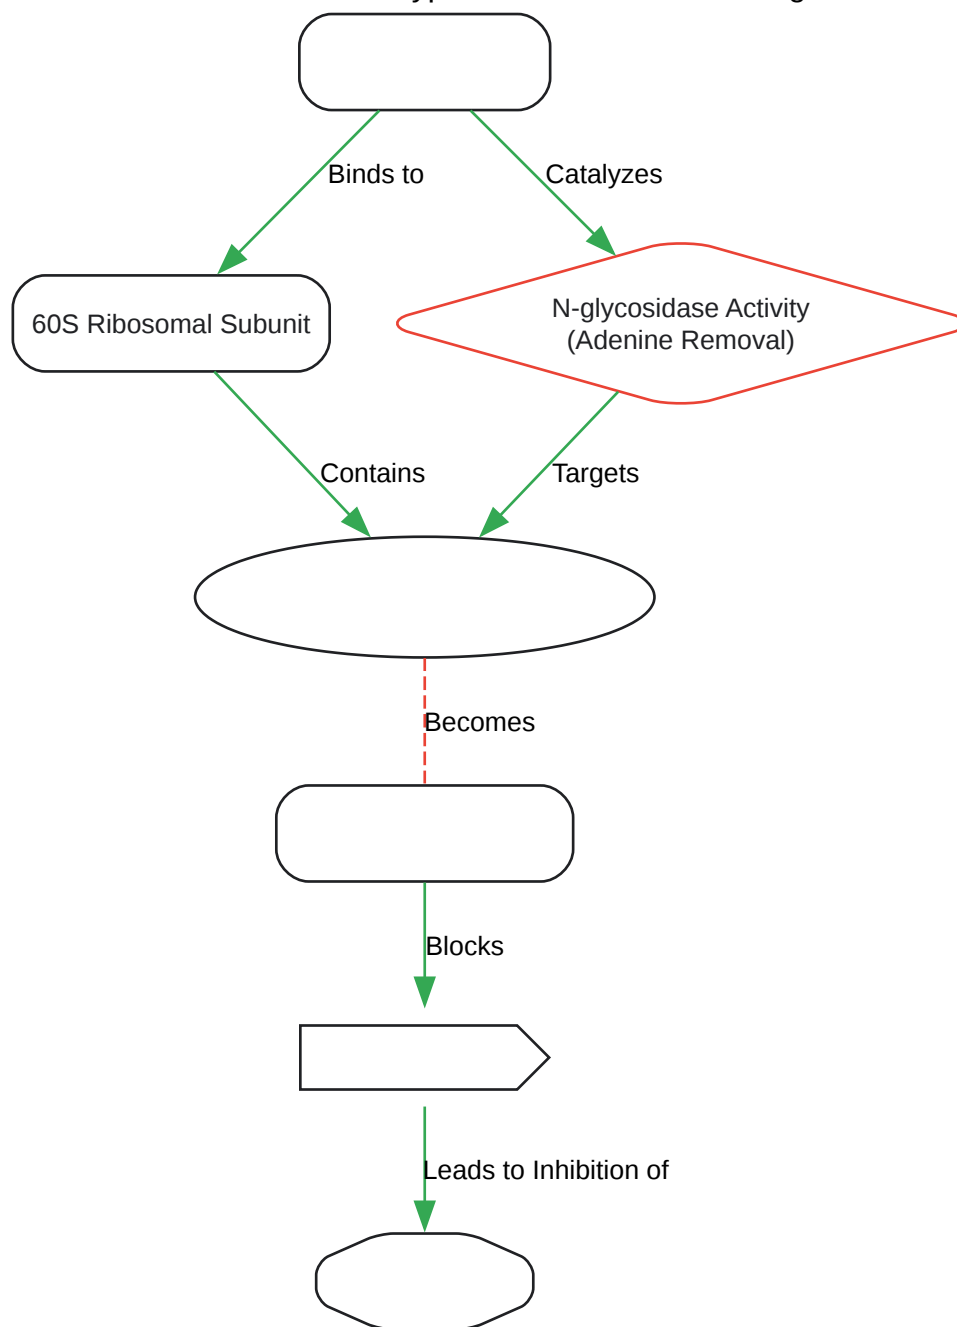 Binds to
Catalyzes
60S Ribosomal Subunit
N-glycosidase Activity
(Adenine Removal)
Contains
Targets
Becomes
Blocks
Leads to Inhibition of